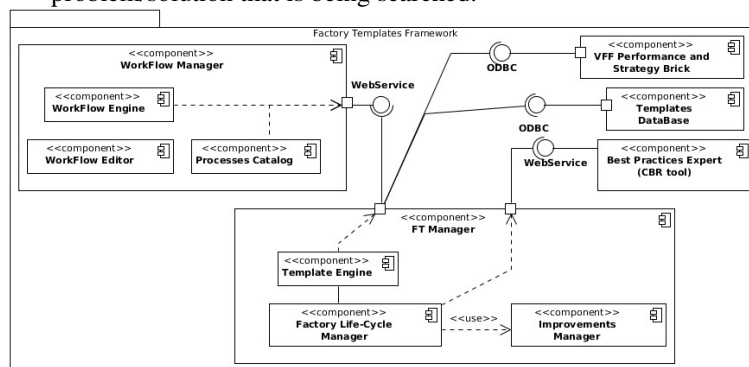 problem/solution that is being searched.
Factory Templates Framework
<<component>>
WorkFlow Manager
<<component>>
WorkFlow Engine
<<component>>
WorkFlow Editor
<<component>>
Processes Catalog
WebService
ODBC
<<component>>
VFF Performance and
Strategy Brick
ODBC
<<component>>
Templates
DataBase
WebService
<<component>>
Best Practices Expert
(CBR tool)
<<component>>
FT Manager
<<component>>
Template Engine
<<component>>
Factory Life-Cycle
Manager
<<use>>
<<component>>
Improvements
Manager